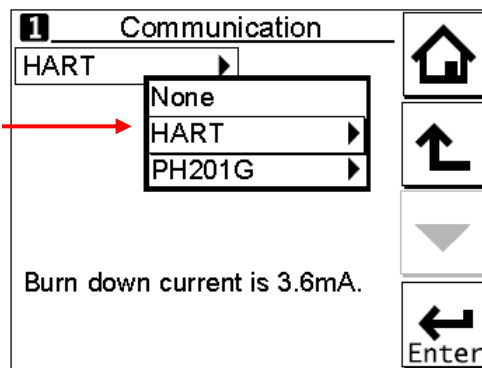 1 Communication
HART
None
HART
PH201G
Burn down current is 3.6mA.
Enter